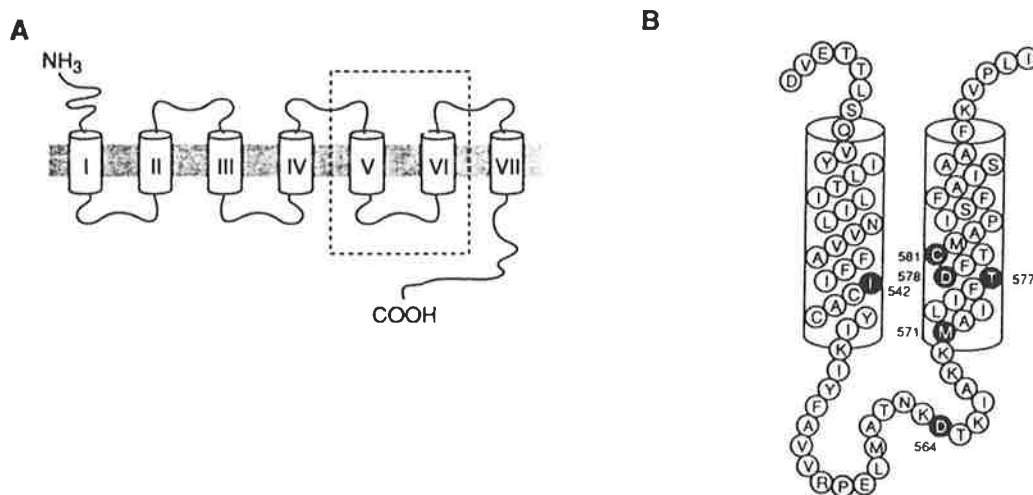 A
NH3
I II III IV V VI VII
COOH
B
D V E T T L S Q V
Y L I
I T L
L I L N
A V V
I F F
C A C I
542
I Y
K I Y F A V V R P E L M A T N K D T K I A K K
564
I L P V K F A
A I S
F A F
I S P
C M A
581
D F T T
578
577
L I F I
M A
571